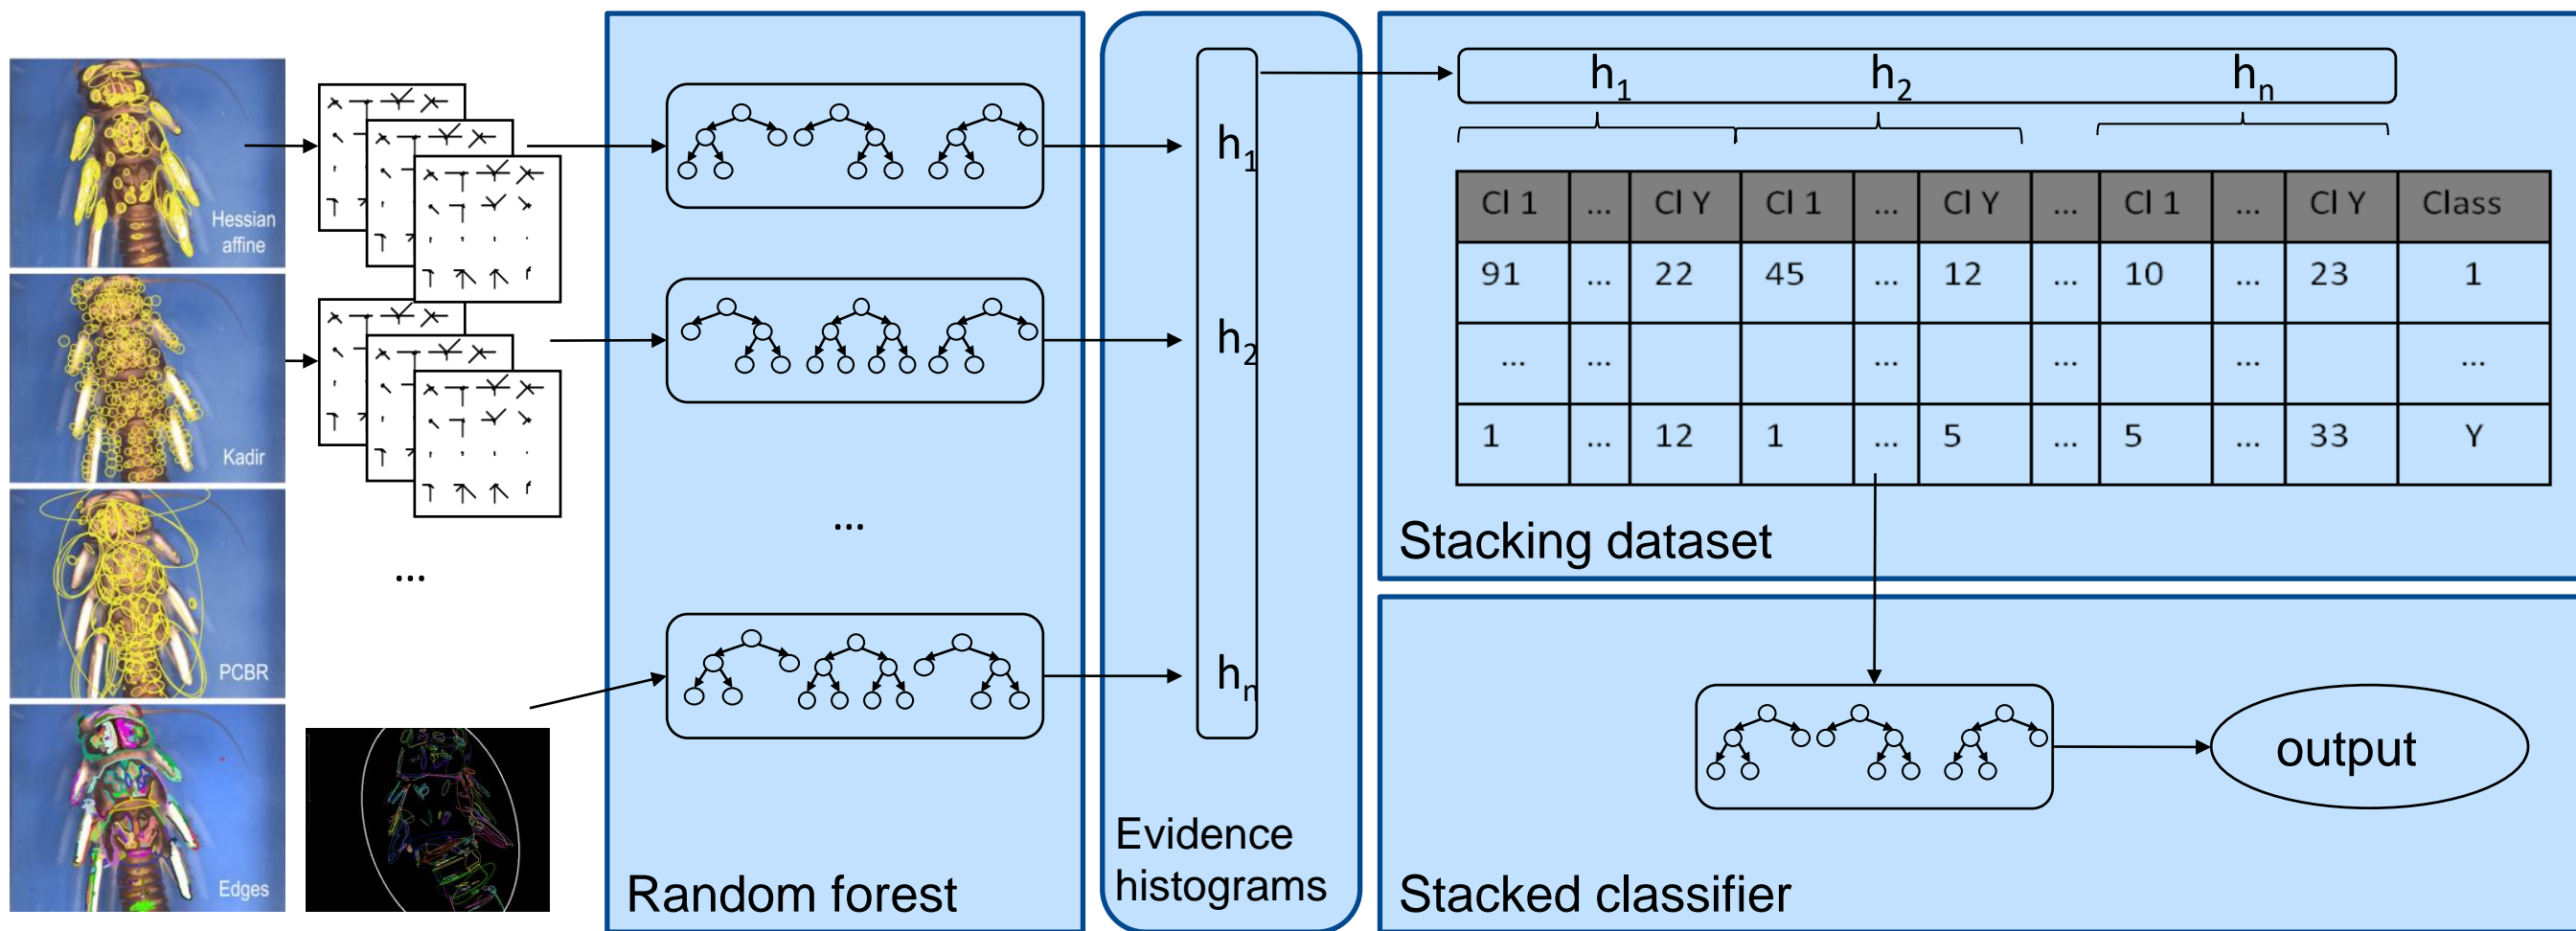 Hessian
affine
Kadir
PCBR
Edges
...
...
Random forest
h1
h2
hn
Evidence
histograms
h1 h2 hn
Cl 1 ... Cl Y Cl 1 ... Cl Y ... Cl 1 ... Cl Y Class
91 ... 22 45 ... 12 ... 10 ... 23 1
... ... ... ... ... ...
1 ... 12 1 ... 5 ... 5 ... 33 Y
Stacking dataset
output
Stacked classifier